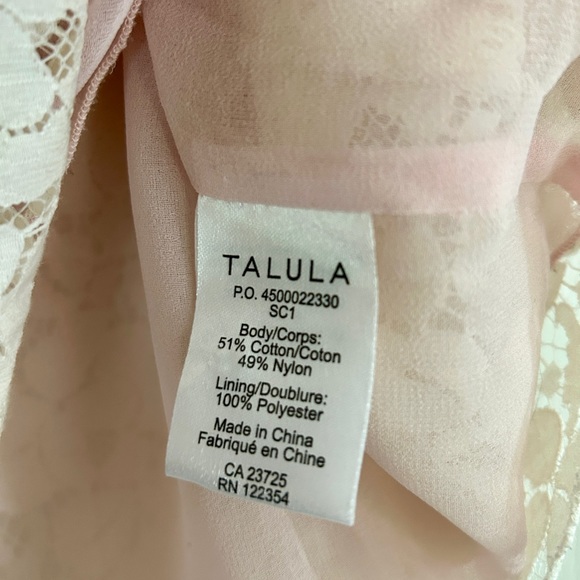 TALULA
P.O. 4500022330
SC1
Body/Corps:
51% Cotton/Coton
49% Nylon
Lining/Doublure:
100% Polyester
Made in China
Fabriqué en Chine
CA 23725
RN 122354